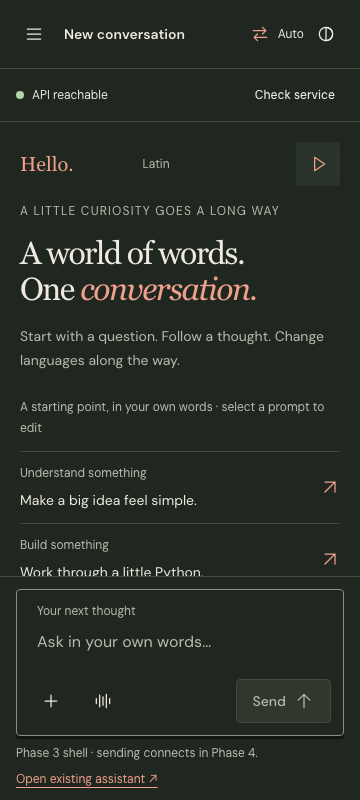 New conversation
Auto
API reachable
Check service
Hello.
Latin
A LITTLE CURIOSITY GOES A LONG WAY
A world of words.
One conversation.
Start with a question. Follow a thought. Change
languages along the way.
A starting point, in your own words · select a prompt to
edit
Understand something
Make a big idea feel simple.
Build something
Work through a little Python.
Your next thought
Ask in your own words...
Send
Phase 3 shell · sending connects in Phase 4.
Open existing assistant ↗